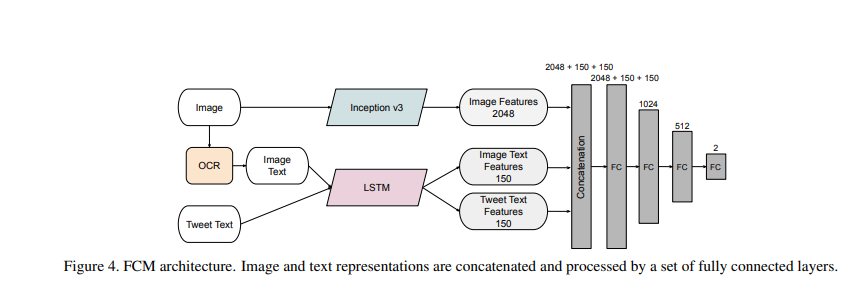 2048 + 150 + 150
2048 + 150 + 150
1024
512
2
Image
Inception v3
Image Features
2048
OCR
Image
Text
LSTM
Image Text
Features
150
Tweet Text
Tweet Text
Features
150
Concatenation
FC
FC
FC
FC
Figure 4. FCM architecture. Image and text representations are concatenated and processed by a set of fully connected layers.